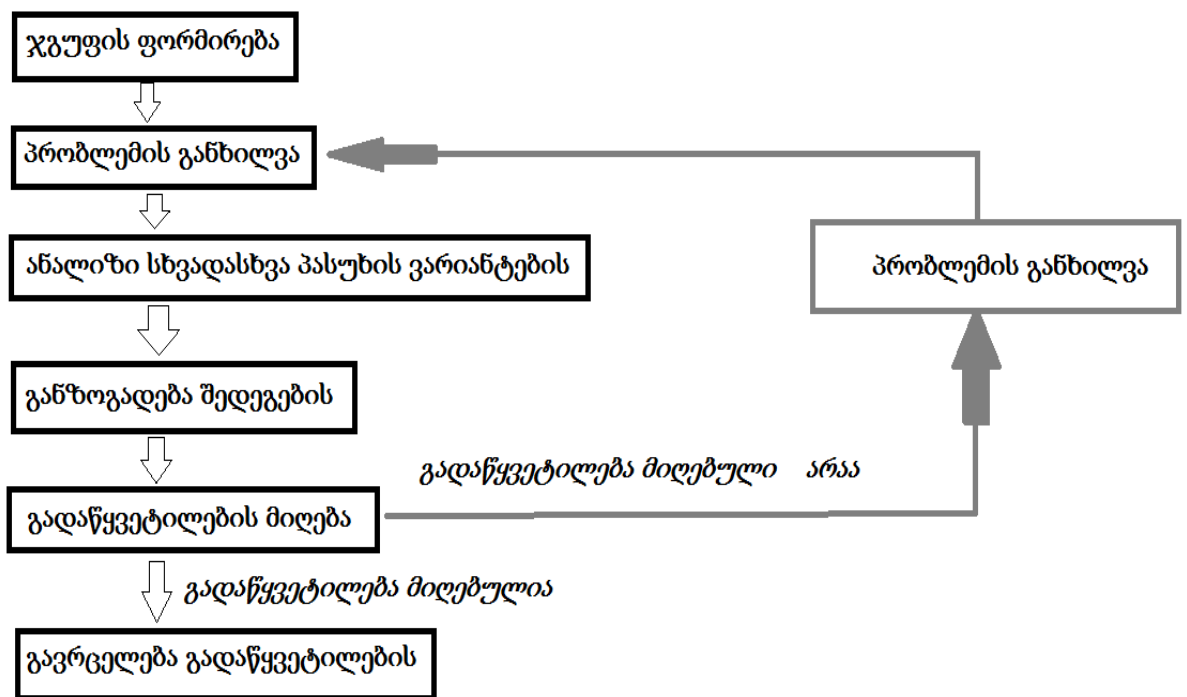 ჯგუფის ფორმირება
პრობლემის განხილვა
ანალიზი სხვადასხვა პასუხის ვარიანტების
პრობლემის განხილვა
განზოგადება შედეგების
გადაწყვეტილება მიღებული არაა
გადაწყვეტილების მიღება
გადაწყვეტილება მიღებულია
გავრცელება გადაწყვეტილების